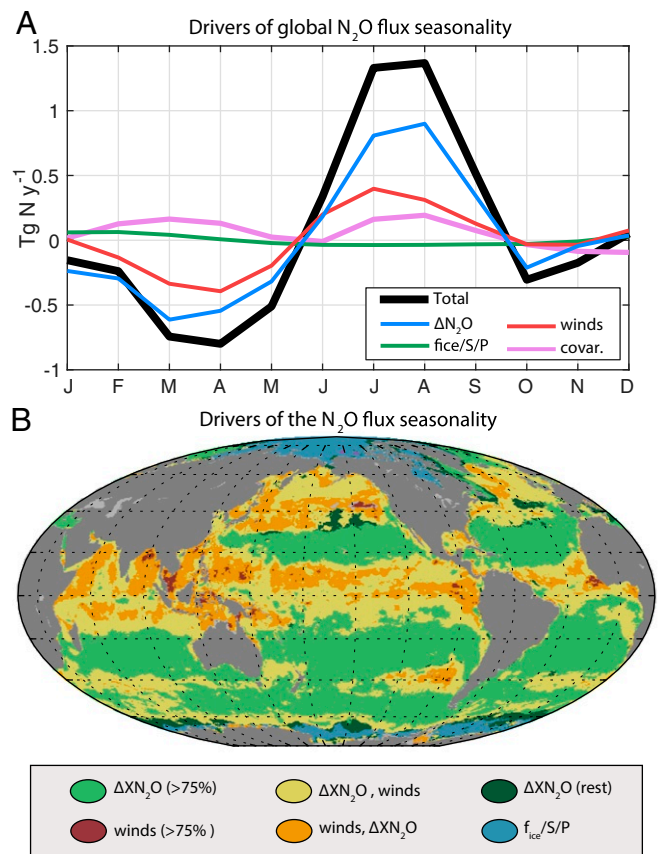 A
Drivers of global N₂O flux seasonality
Tg N y⁻¹
1.5
1
0.5
0
-0.5
-1
Total
ΔN₂O
winds
fice/S/P
covar.
J F M A M J J A S O N D
B
Drivers of the N₂O flux seasonality
ΔXN₂O (>75%)
ΔXN₂O , winds
ΔXN₂O (rest)
winds (>75% )
winds, ΔXN₂O
f_ice/S/P